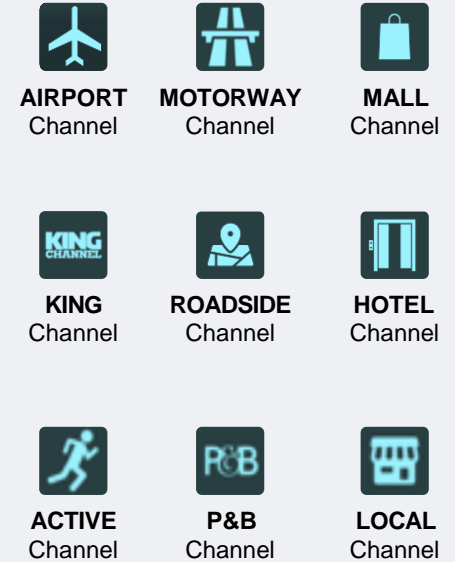 AIRPORT
Channel
MOTORWAY
Channel
MALL
Channel
KING
CHANNEL
KING
Channel
ROADSIDE
Channel
HOTEL
Channel
ACTIVE
Channel
P&B
P&B
Channel
LOCAL
Channel